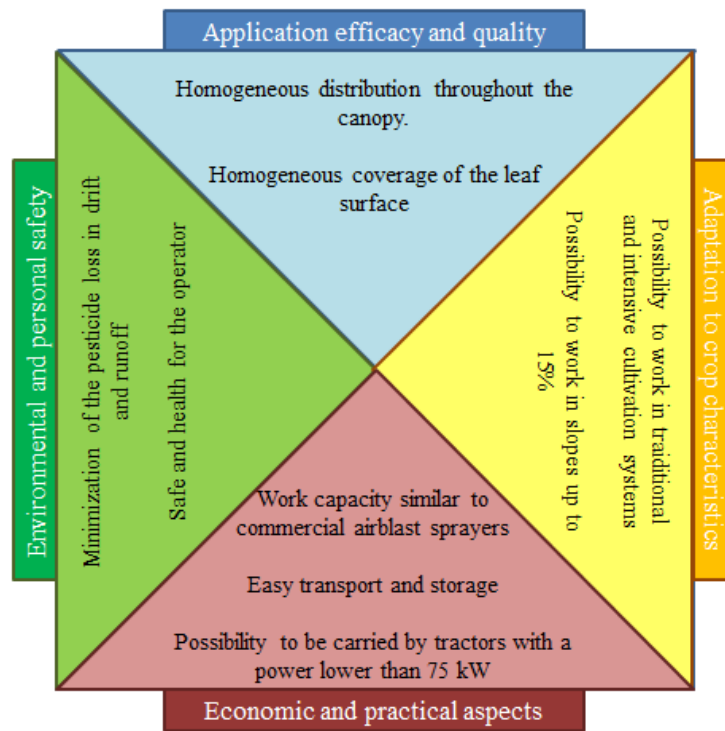 Application efficacy and quality
Homogeneous distribution throughout the
canopy.
Homogeneous coverage of the leaf
surface
Environmental and personal safety
Minimization of the pesticide loss in drift
and runoff
Safe and health for the operator
Possibility to work in traiditional
and intensive cultivation systems
Possibility to work in slopes up to
15%
Adaptation to crop characteristics
Work capacity similar to
commercial airblast sprayers
Easy transport and storage
Possibility to be carried by tractors with a
power lower than 75 kW
Economic and practical aspects